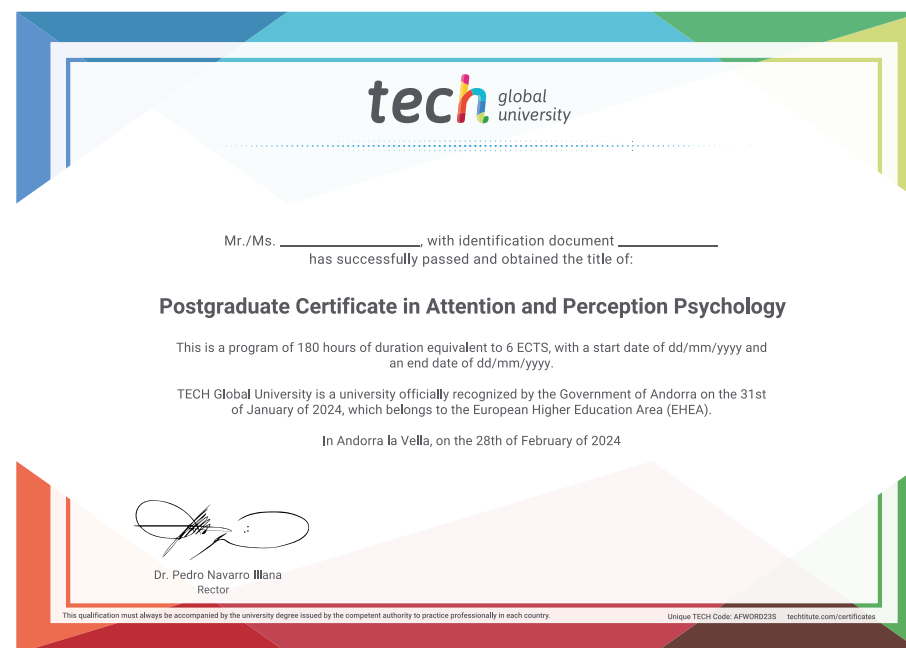 tech global university
Mr./Ms. ____________, with identification document ____________
has successfully passed and obtained the title of:
Postgraduate Certificate in Attention and Perception Psychology
This is a program of 180 hours of duration equivalent to 6 ECTS, with a start date of dd/mm/yyyy and
an end date of dd/mm/yyyy.
TECH Global University is a university officially recognized by the Government of Andorra on the 31st
of January of 2024, which belongs to the European Higher Education Area (EHEA).
In Andorra la Vella, on the 28th of February of 2024
Dr. Pedro Navarro Illana
Rector
This qualification must always be accompanied by the university degree issued by the competent authority to practice professionally in each country.
Unique TECH Code: AFWORD23S techtitute.com/certificates